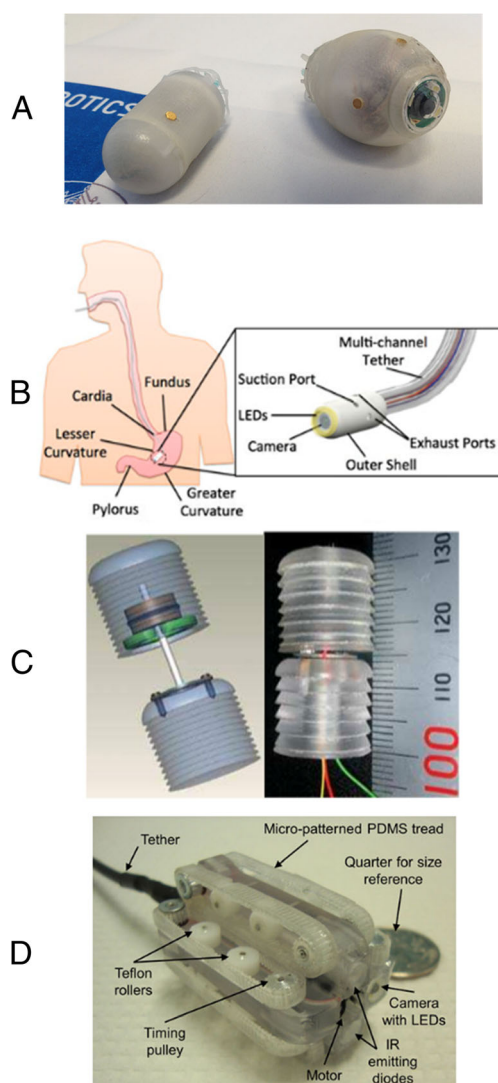 A
OTICS
B
Cardia
Fundus
Lesser
Curvature
Pylorus
Greater
Curvature
Multi-channel
Tether
Suction Port
LEDs
Camera
Exhaust Ports
Outer Shell
C
130
120
110
100
D
Tether
Micro-patterned PDMS tread
Quarter for size
reference
Teflon
rollers
Timing
pulley
Motor
IR
emitting
diodes
Camera
with LEDs